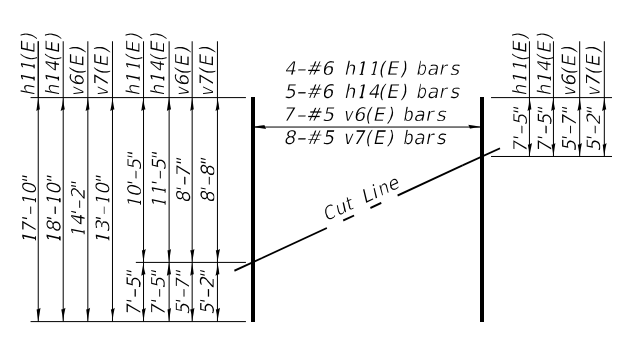 h11(E)
h14(E)
v6(E)
v7(E)
h11(E)
h14(E)
v6(E)
v7(E)
4-#6 h11(E) bars
5-#6 h14(E) bars
7-#5 v6(E) bars
8-#5 v7(E) bars
h11(E)
h14(E)
v6(E)
v7(E)
7'-5"
7'-5"
5'-7"
5'-2"
17'-10"
18'-10"
14'-2"
13'-10"
10'-5"
11'-5"
8'-7"
8'-8"
Cut Line
7'-5"
7'-5"
5'-7"
5'-2"